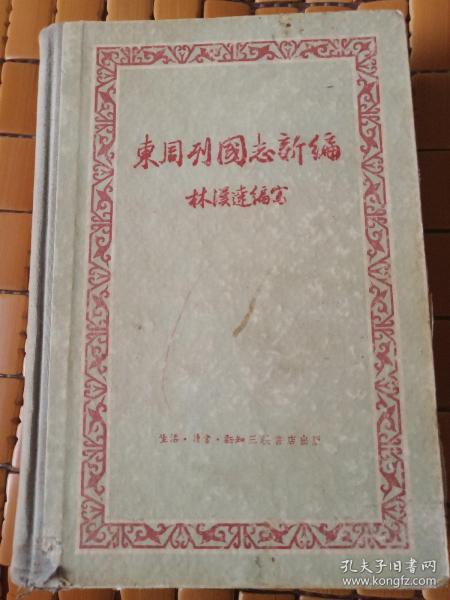 東周列國志新編
林漢達編寫
生活·讀書·新知三联書店出版
孔夫子旧书网
www.kongfz.com